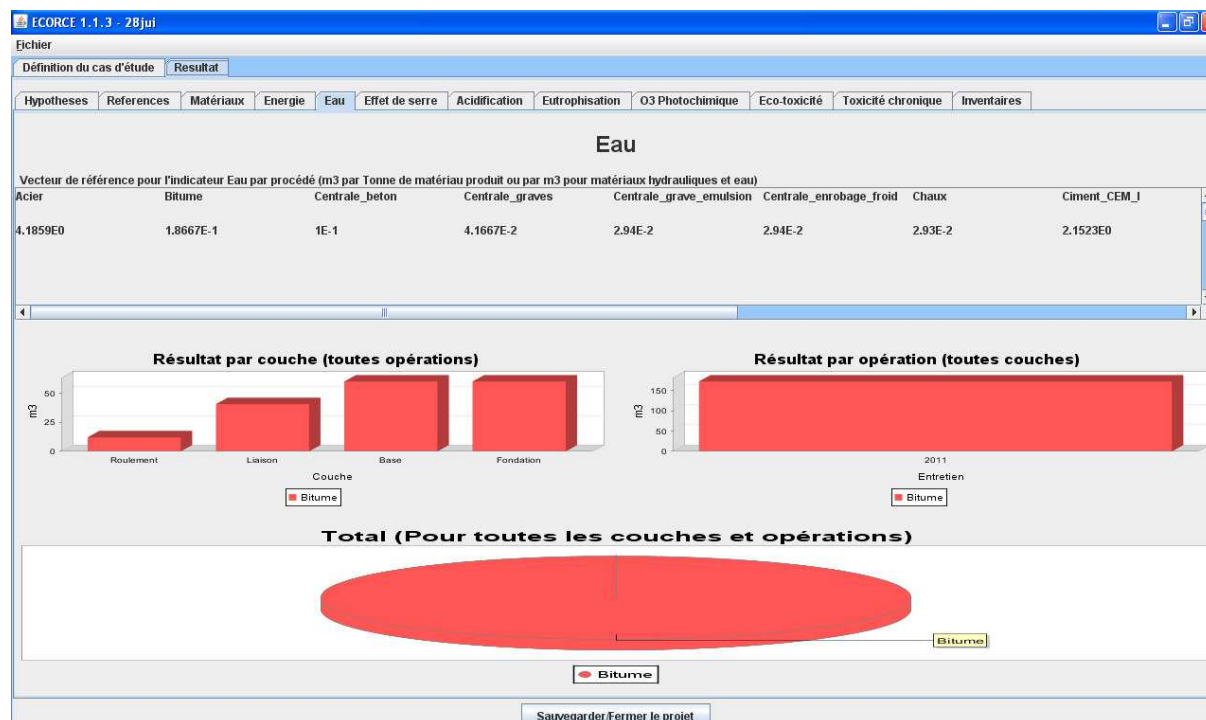 ECORCE 1.1.3 - 28jui
Fichier
Définition du cas d'étude Resultat
Hypotheses References Matériaux Energie Eau Effet de serre Acidification Eutrophisation O3 Photochimique Eco-toxicité Toxicité chronique Inventaires
Eau
Vecteur de référence pour l'indicateur Eau par procédé (m3 par Tonne de matériau produit ou par m3 pour matériaux hydrauliques et eau)
Acier Bitume Centrale_beton Centrale_graves Centrale_grave_emulsion Centrale_enrobage_froid Chaux Ciment_CEM_I
4.1859E0 1.8667E-1 1E-1 4.1667E-2 2.94E-2 2.94E-2 2.93E-2 2.1523E0
Résultat par couche (toutes opérations)
50
25
0
m3
Roulement Liaison Base Fondation
Couche
Bitume
Résultat par opération (toutes couches)
150
100
50
0
m3
2011
Entretien
Bitume
Total (Pour toutes les couches et opérations)
Bitume
Bitume
Sauvegarder/Fermer le projet